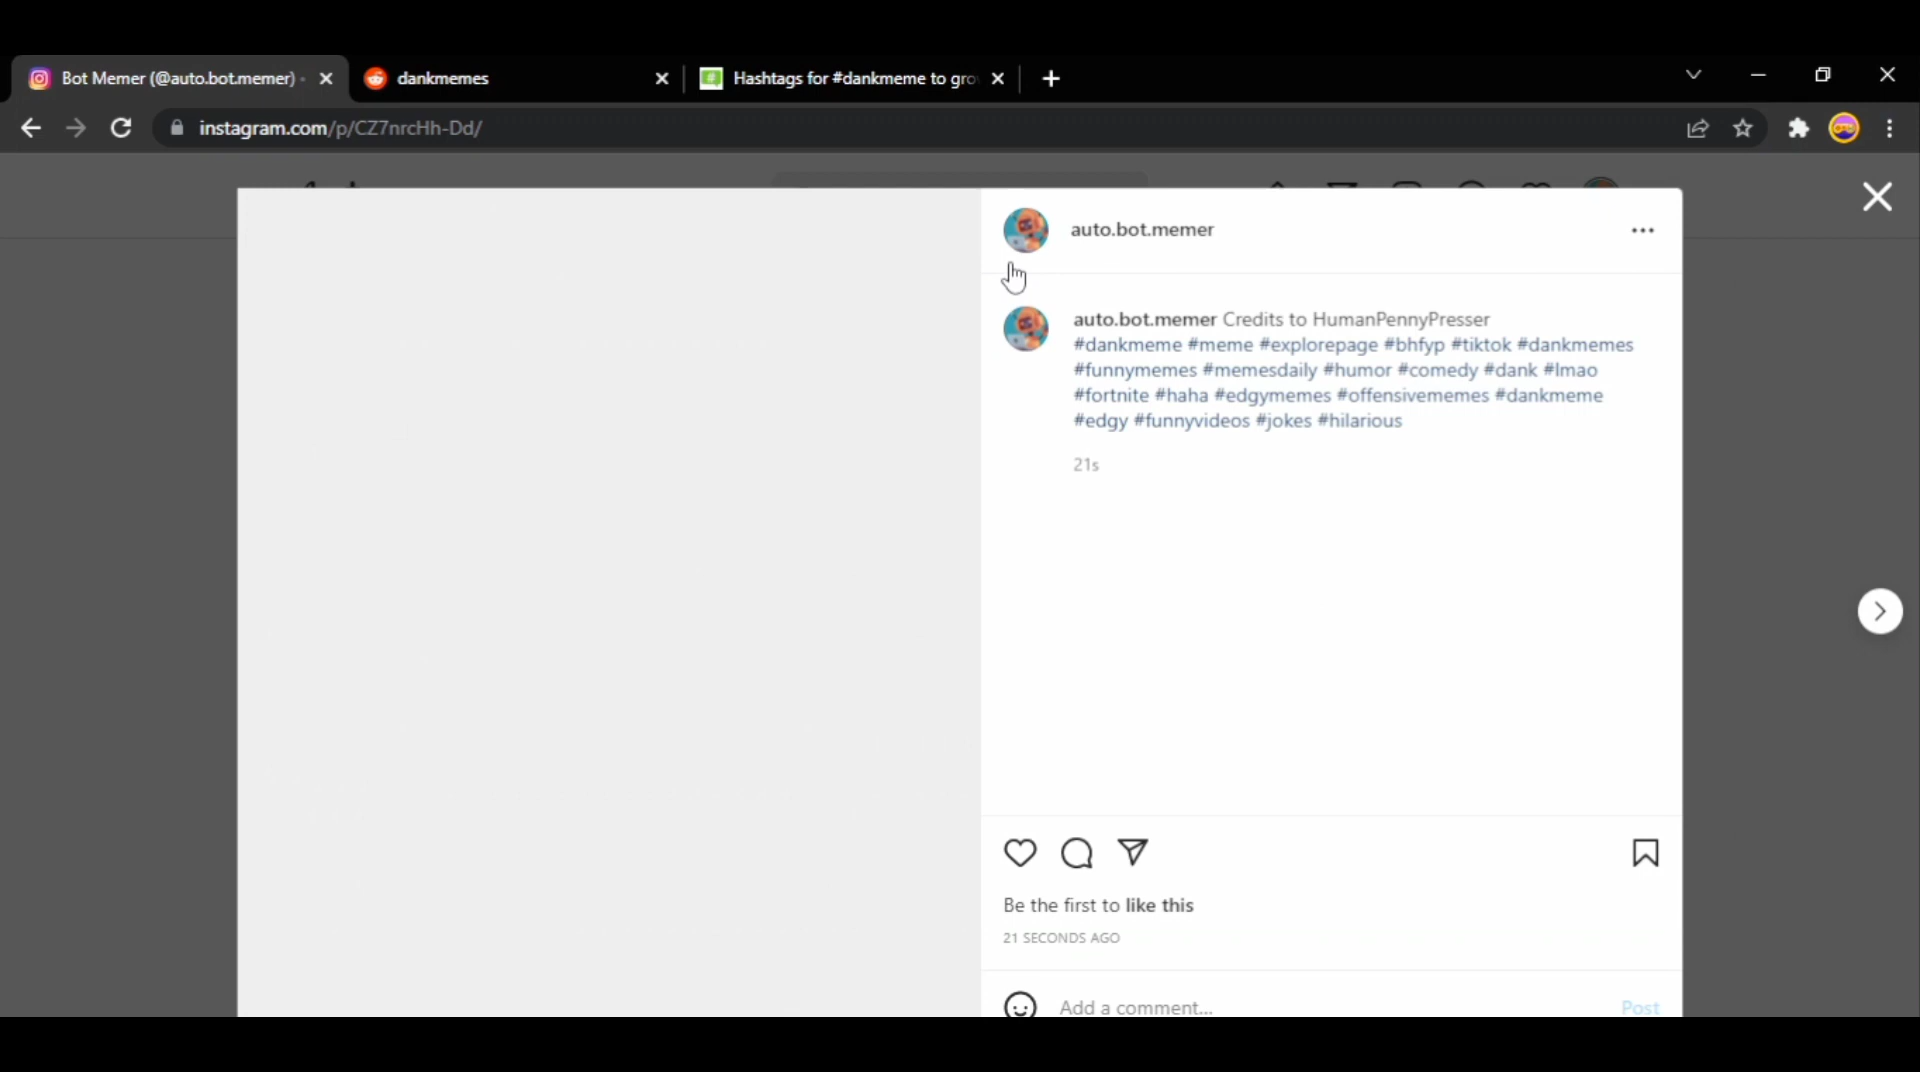 Bot Memer (@auto.bot.memer) -
dankmemes
Hashtags for #dankmeme to gro
instagram.com/p/CZ7nrcHh-Dd/
auto.bot.memer
auto.bot.memer Credits to HumanPennyPresser
#dankmeme #meme #explorepage #bhfyp #tiktok #dankmemes
#funnymemes #memesdaily #humor #comedy #dank #lmao
#fortnite #haha #edgymemes #offensivememes #dankmeme
#edgy #funnyvideos #jokes #hilarious
21s
Be the first to like this
21 SECONDS AGO
Add a comment...
Post